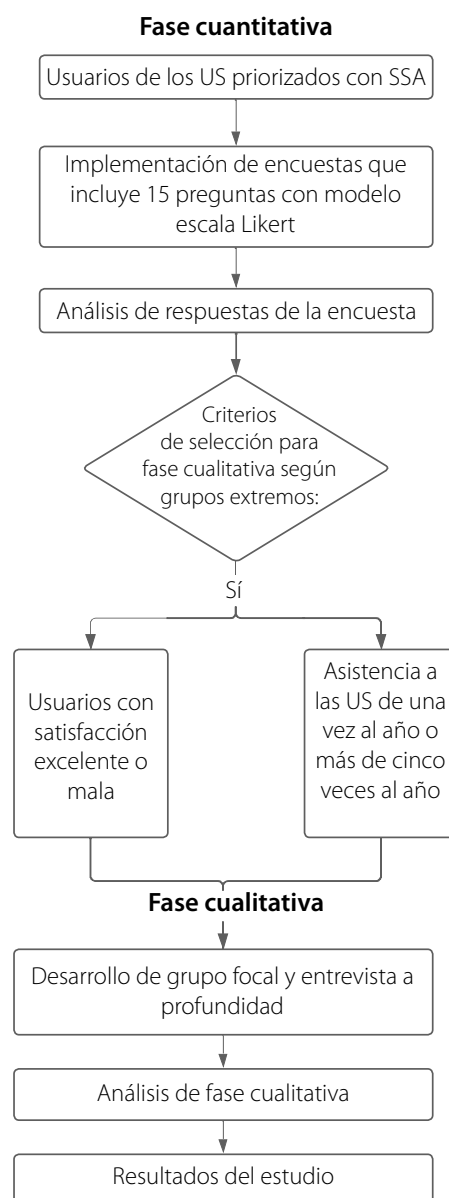 Fase cuantitativa
Usuarios de los US priorizados con SSA
Implementación de encuestas que
incluye 15 preguntas con modelo
escala Likert
Análisis de respuestas de la encuesta
Criterios
de selección para
fase cualitativa según
grupos extremos:
Sí
Usuarios con
satisfacción
excelente o
mala
Asistencia a
las US de una
vez al año o
más de cinco
veces al año
Fase cualitativa
Desarrollo de grupo focal y entrevista a
profundidad
Análisis de fase cualitativa
Resultados del estudio